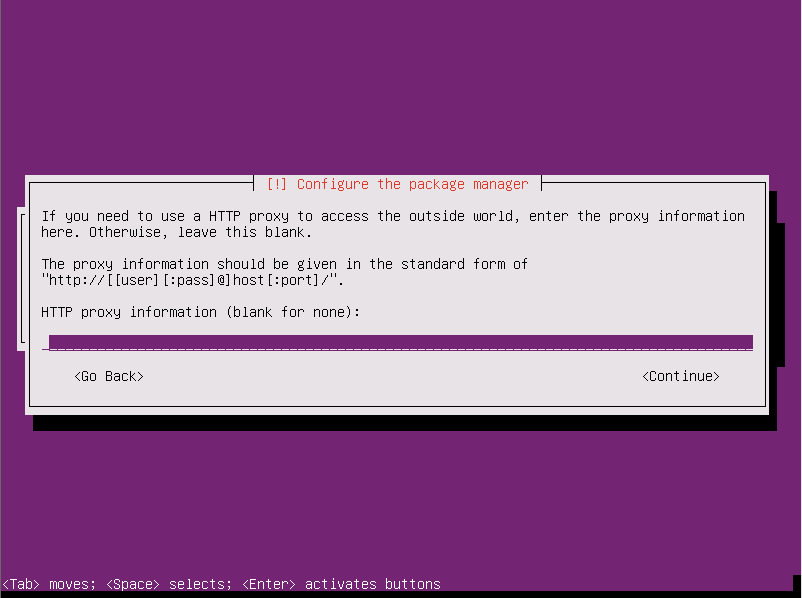 [!] Configure the package manager
If you need to use a HTTP proxy to access the outside world, enter the proxy information
here. Otherwise, leave this blank.
The proxy information should be given in the standard form of
"http://[[user][:pass]@]host[:port]/".
HTTP proxy information (blank for none):
<Go Back> <Continue>
<Tab> moves; <Space> selects; <Enter> activates buttons